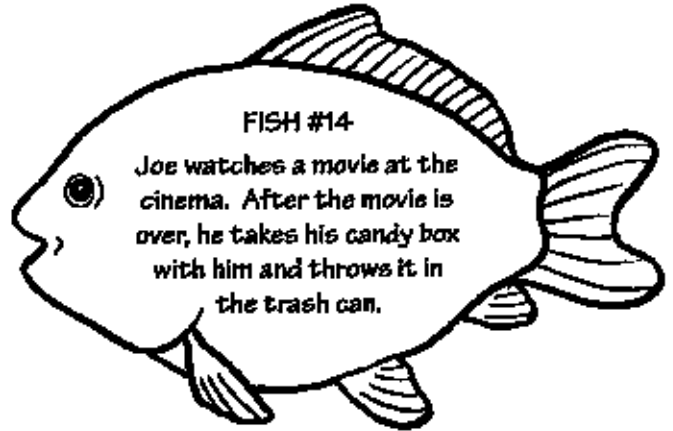 FISH #14
Joe watches a movie at the
cinema. After the movie is
over, he takes his candy box
with him and throws it in
the trash can.